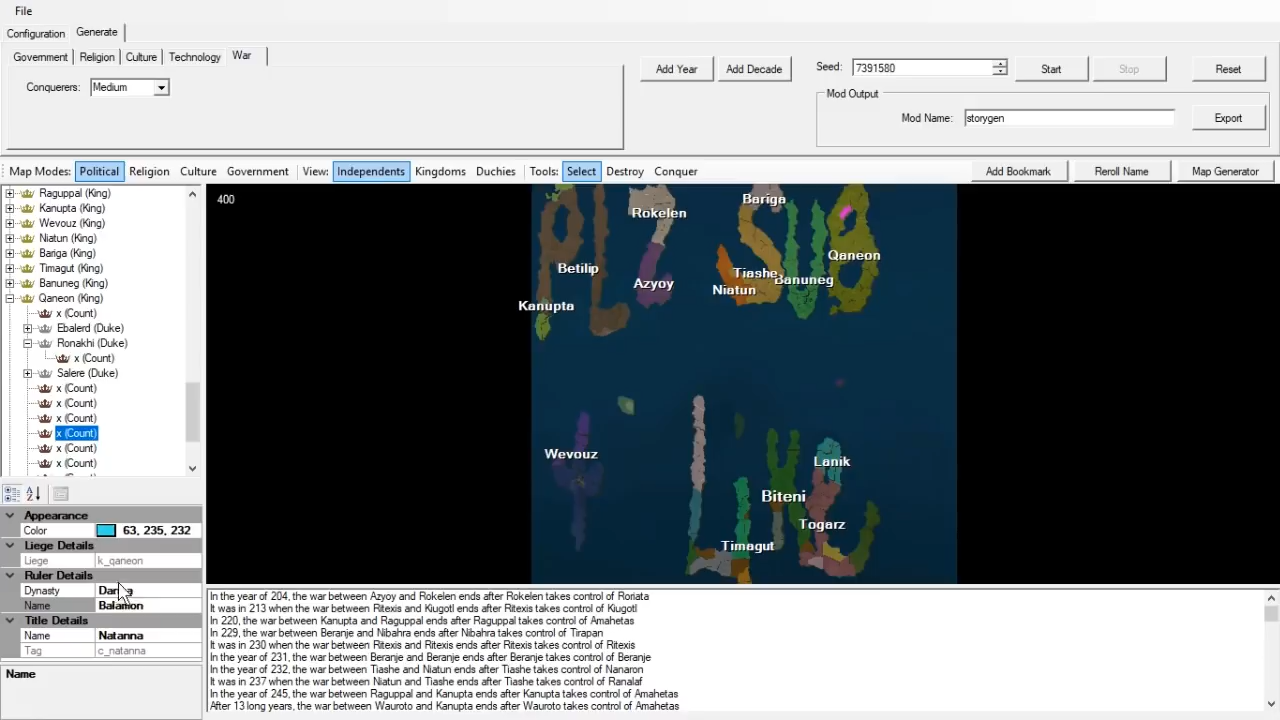 File
Configuration Generate
Government Religion Culture Technology War
Conquerers: Medium
Add Year Add Decade Seed: 7391580 Start Stop Reset
Mod Output
Mod Name: storygen Export
Map Modes: Political Religion Culture Government View: Independents Kingdoms Duchies Tools: Select Destroy Conquer Add Bookmark Reroll Name Map Generator
Raguppal (King)
Kanupta (King)
Wevouz (King)
Niatun (King)
Bariga (King)
Timagut (King)
Banuneg (King)
Qaneon (King)
x (Count)
Ebalerd (Duke)
Ronakhi (Duke)
x (Count)
Salere (Duke)
x (Count)
x (Count)
x (Count)
x (Count)
x (Count)
x (Count)
400
Bariga
Rokelen
Qaneon
Betilip
Tiashe
Banuneg
Azyoy
Niatun
Kanupta
Wevouz
Lanik
Biteni
Togarz
Timagut
Appearance
Color 63, 235, 232
Liege Details
Liege k_qaneon
Ruler Details
Dynasty
Name Balamon
Title Details
Name Natanna
Tag c_natanna
Name
In the year of 204, the war between Azyoy and Rokelen ends after Rokelen takes control of Roriata
It was in 213 when the war between Ritexis and Kiugotl ends after Ritexis takes control of Kiugotl
In 220, the war between Kanupta and Raguppal ends after Kanupta takes control of Amahetas
In 229, the war between Beranje and Nibahra ends after Nibahra takes control of Tirapan
It was in 230 when the war between Ritexis and Ritexis ends after Ritexis takes control of Ritexis
In the year of 231, the war between Beranje and Beranje ends after Beranje takes control of Beranje
In the year of 232, the war between Tiashe and Niatun ends after Tiashe takes control of Nanaron
It was in 237 when the war between Niatun and Tiashe ends after Niatun takes control of Ranalaf
In the year of 245, the war between Raguppal and Kanupta ends after Kanupta takes control of Amahetas
After 13 long years, the war between Wauroto and Kanupta ends after Wauroto takes control of Amahetas